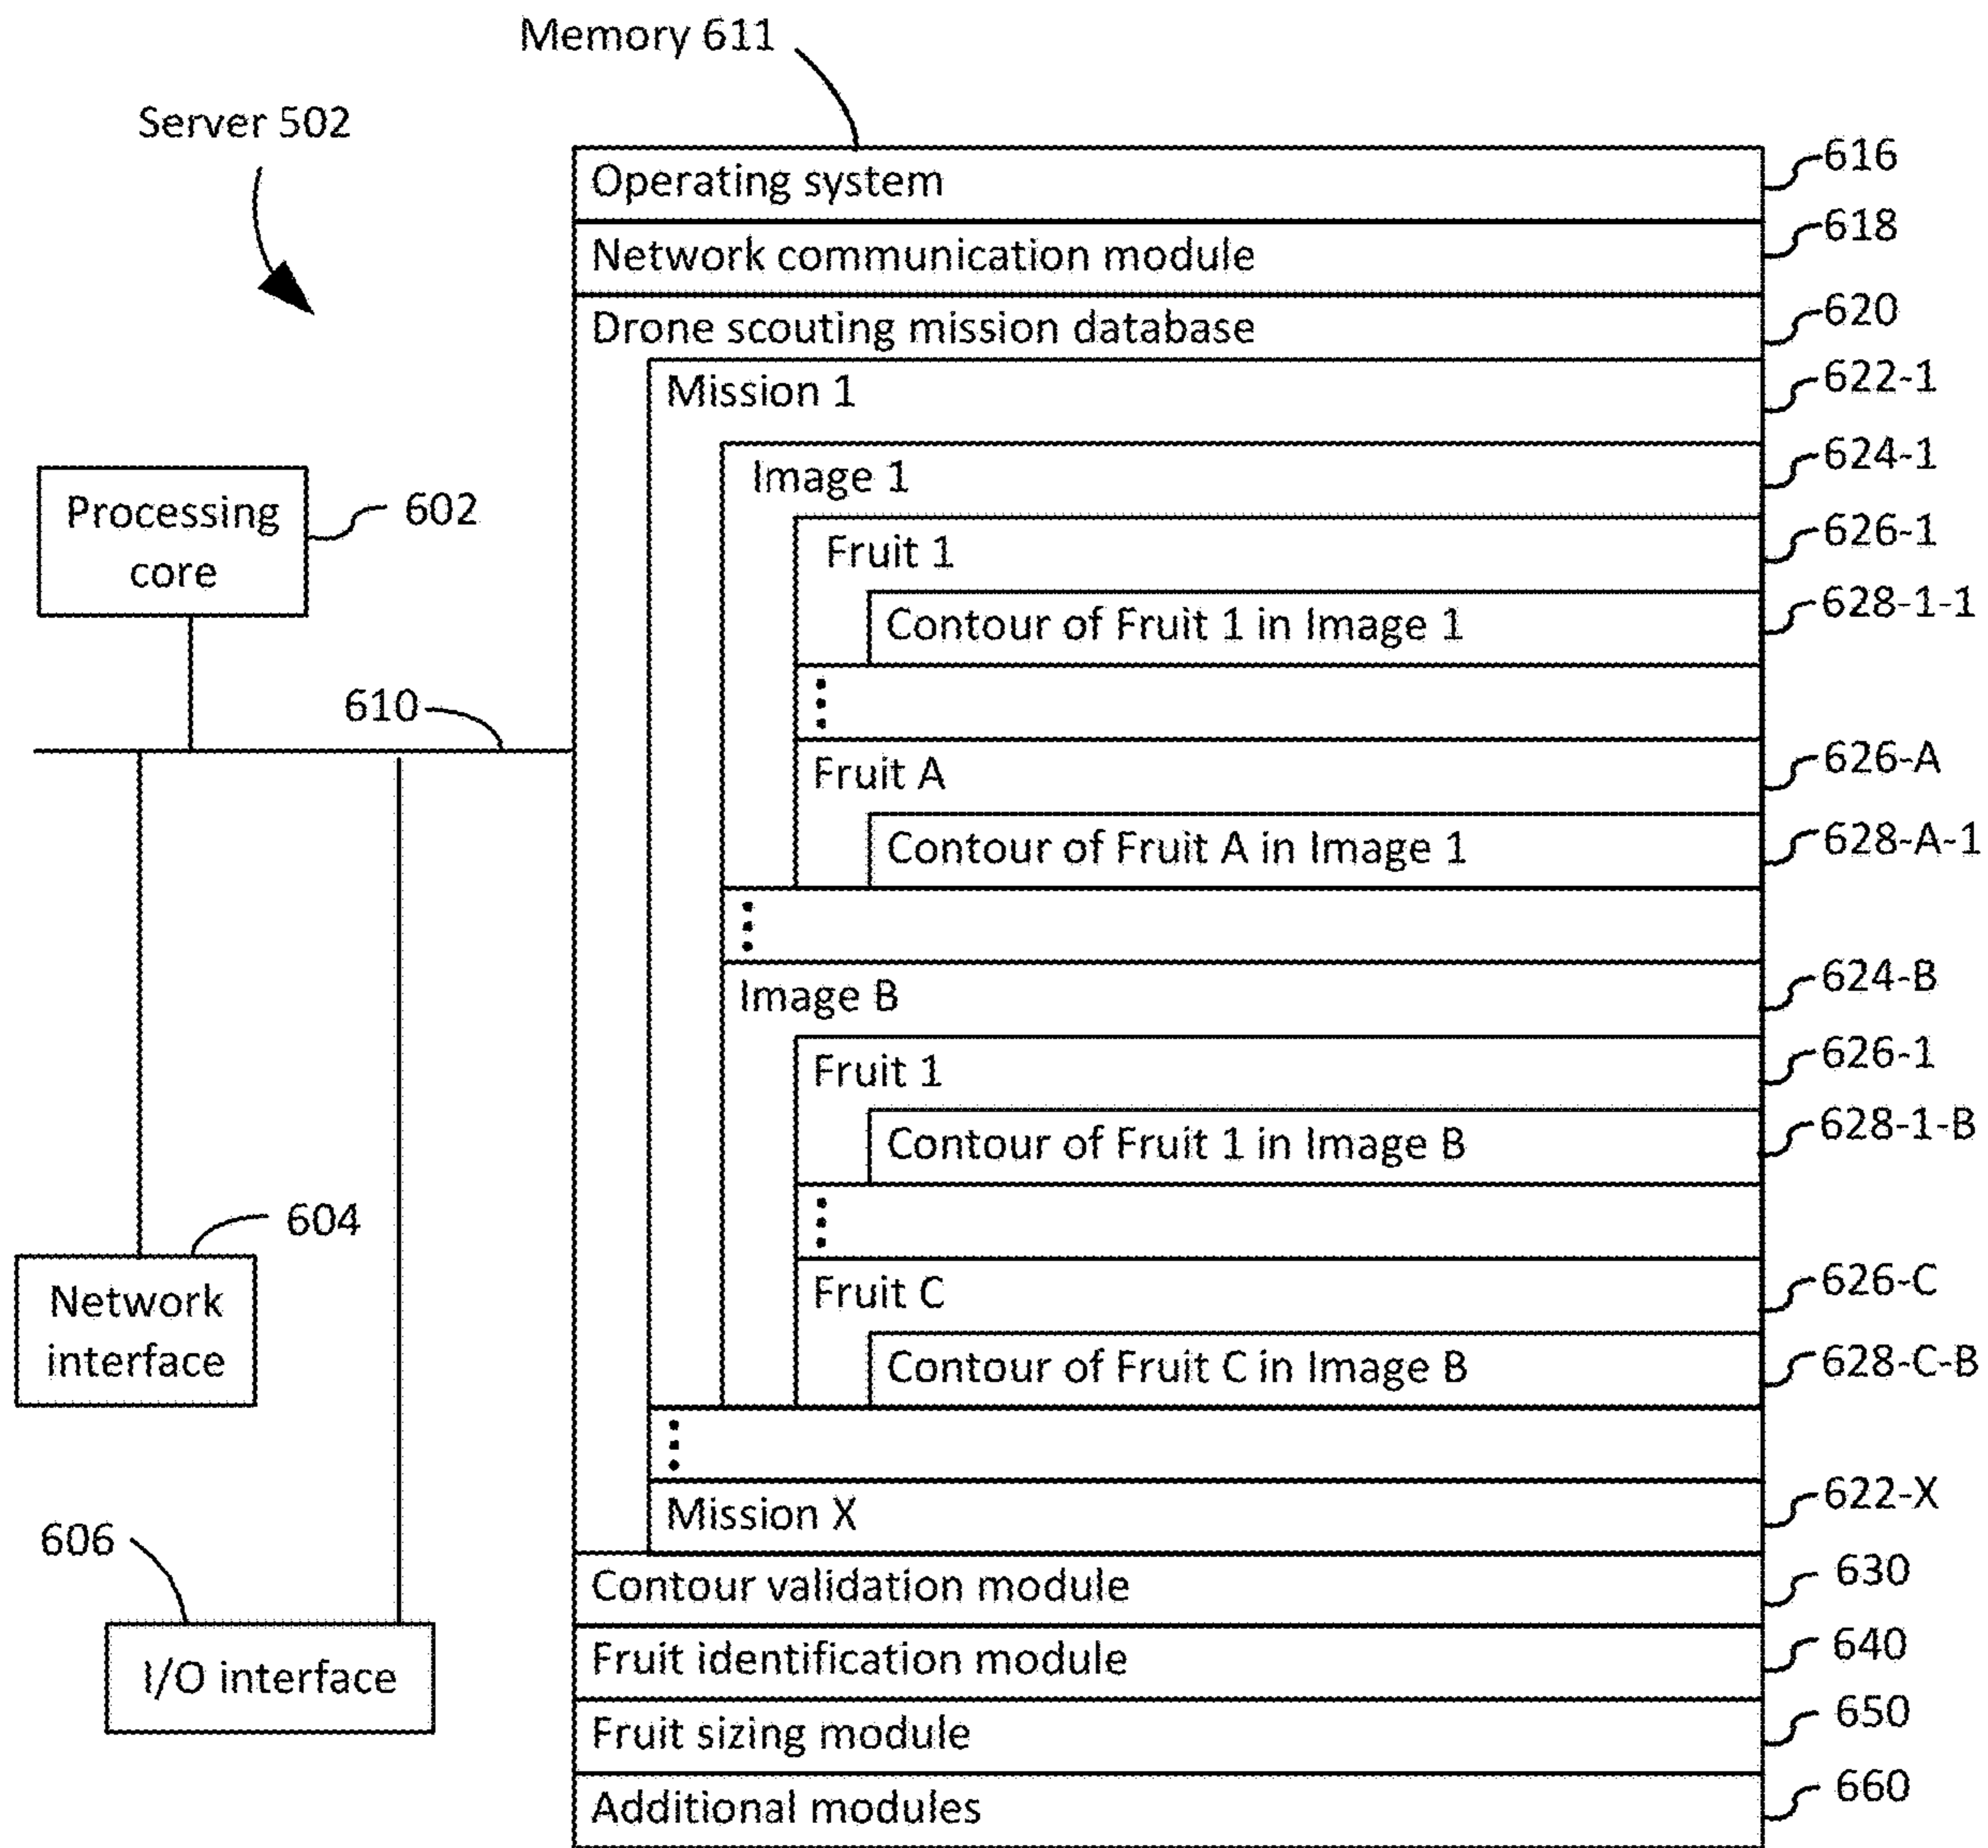 Memory 611
Server 502
Operating system 616
Network communication module 618
Drone scouting mission database 620
Mission 1 622-1
Image 1 624-1
Processing
core
602
Fruit 1 626-1
Contour of Fruit 1 in Image 1 628-1-1
610
Fruit A 626-A
Contour of Fruit A in Image 1 628-A-1
Image B 624-B
Fruit 1 626-1
Contour of Fruit 1 in Image B 628-1-B
604
Network
interface
Fruit C 626-C
Contour of Fruit C in Image B 628-C-B
Mission X 622-X
606
I/O interface
Contour validation module 630
Fruit identification module 640
Fruit sizing module 650
Additional modules 660